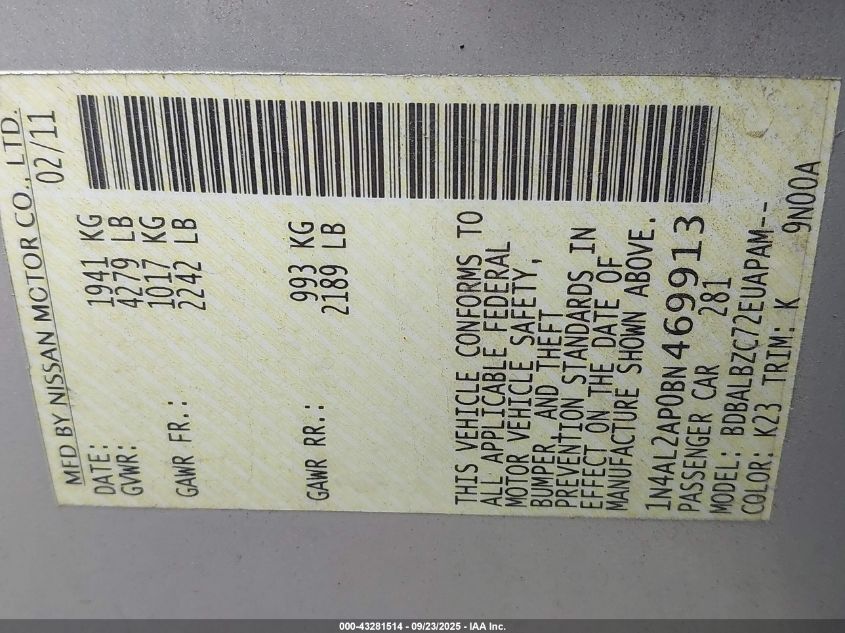 MFD BY NISSAN MOTOR CO., LTD.
DATE: 02/11
GVWR: 1941 KG
4279 LB
GAWR FR.: 1017 KG
2242 LB
GAWR RR.: 993 KG
2189 LB
THIS VEHICLE CONFORMS TO
ALL APPLICABLE FEDERAL
MOTOR VEHICLE SAFETY,
BUMPER, AND THEFT
PREVENTION STANDARDS IN
EFFECT ON THE DATE OF
MANUFACTURE SHOWN ABOVE.
1N4AL2AP0BN469913
PASSENGER CAR 281
MODEL: BDBALBZC72EUAPAM--
COLOR: K23 TRIM: K 9N00A
000-43281514 - 09/23/2025 - IAA Inc.